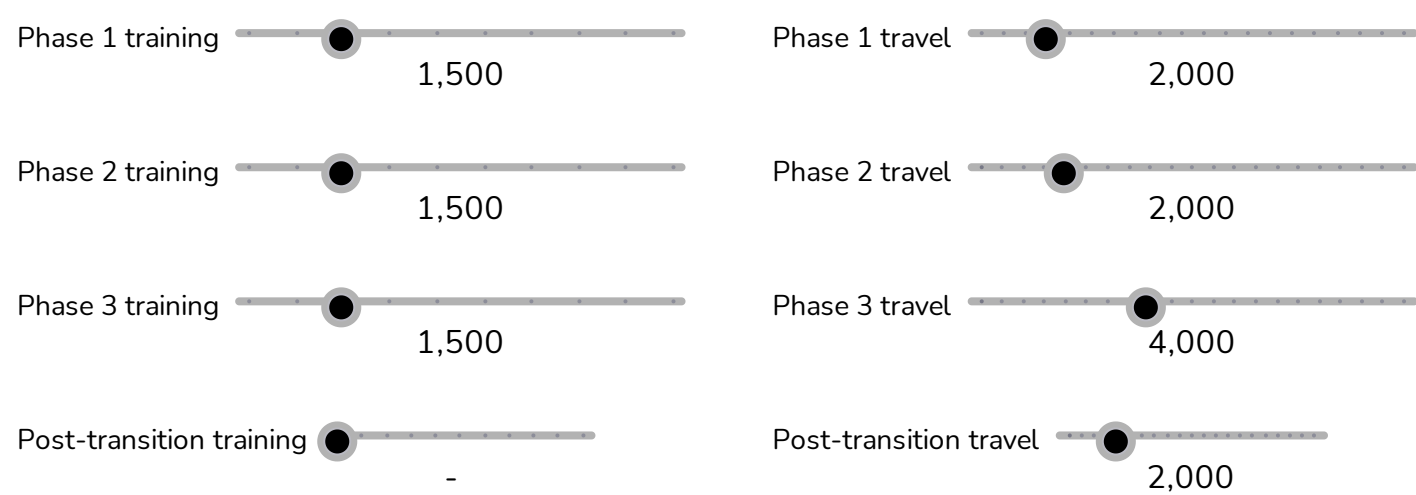 Phase 1 training
1,500
Phase 1 travel
2,000
Phase 2 training
1,500
Phase 2 travel
2,000
Phase 3 training
1,500
Phase 3 travel
4,000
Post-transition training
-
Post-transition travel
2,000